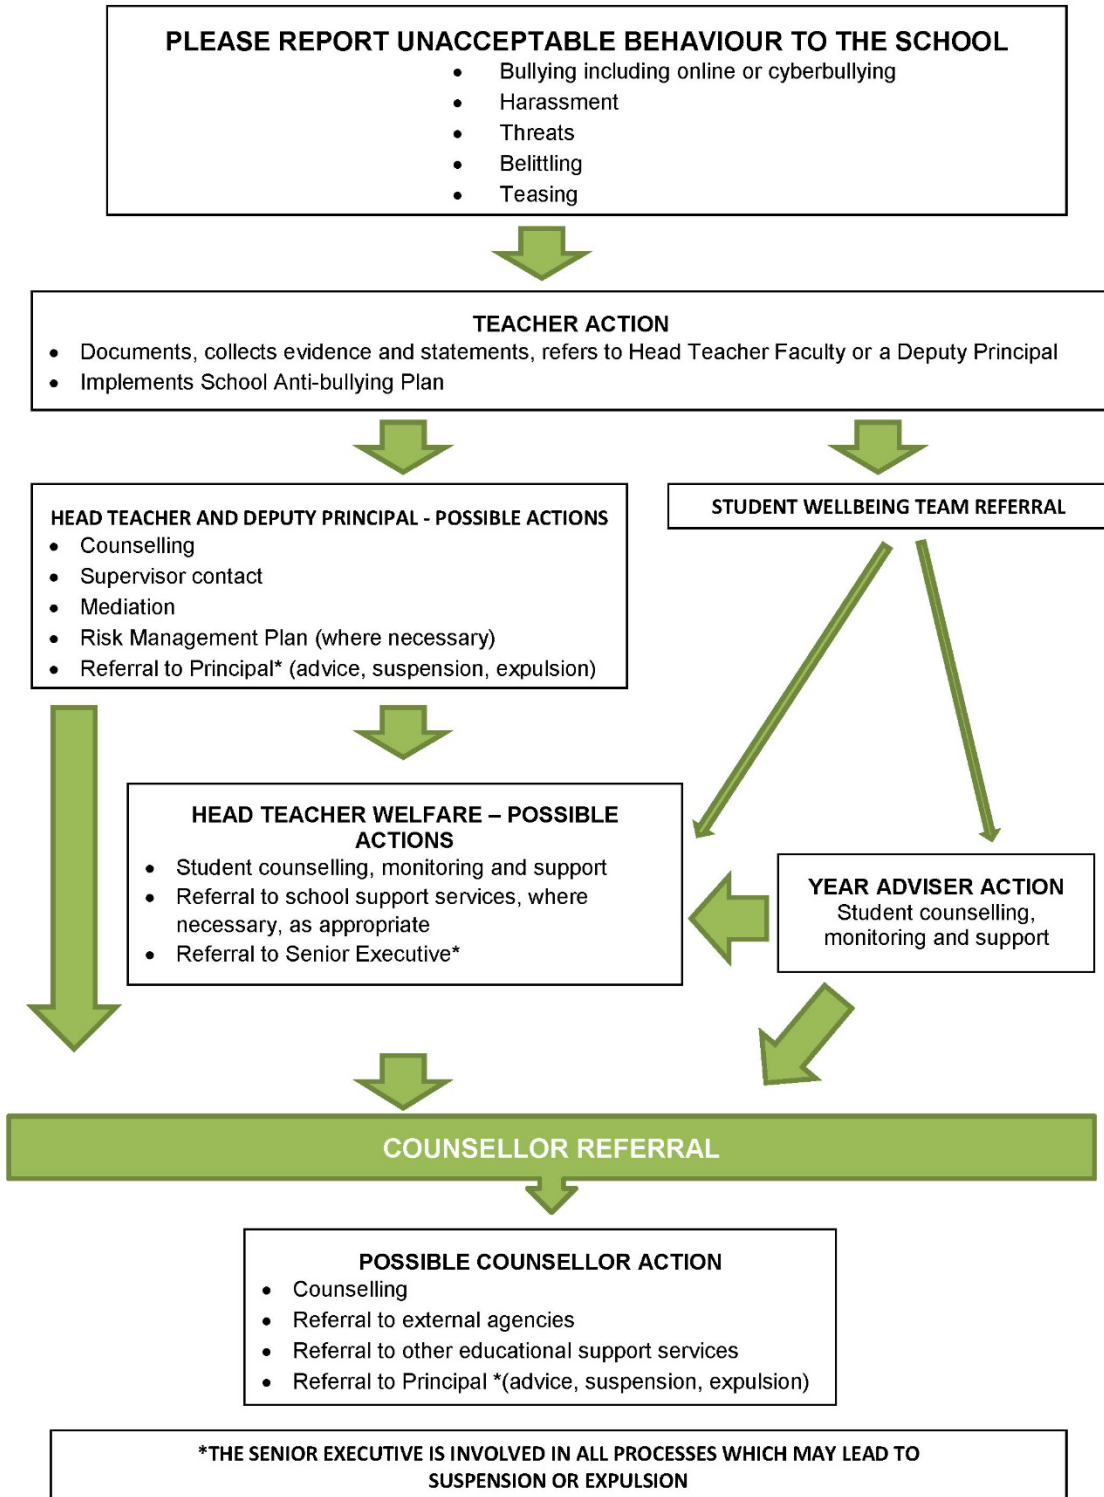 PLEASE REPORT UNACCEPTABLE BEHAVIOUR TO THE SCHOOL
• Bullying including online or cyberbullying
• Harassment
• Threats
• Belittling
• Teasing
TEACHER ACTION
• Documents, collects evidence and statements, refers to Head Teacher Faculty or a Deputy Principal
• Implements School Anti-bullying Plan
HEAD TEACHER AND DEPUTY PRINCIPAL - POSSIBLE ACTIONS
• Counselling
• Supervisor contact
• Mediation
• Risk Management Plan (where necessary)
• Referral to Principal* (advice, suspension, expulsion)
STUDENT WELLBEING TEAM REFERRAL
HEAD TEACHER WELFARE – POSSIBLE
ACTIONS
• Student counselling, monitoring and support
• Referral to school support services, where
necessary, as appropriate
• Referral to Senior Executive*
YEAR ADVISER ACTION
Student counselling,
monitoring and support
COUNSELLOR REFERRAL
POSSIBLE COUNSELLOR ACTION
• Counselling
• Referral to external agencies
• Referral to other educational support services
• Referral to Principal *(advice, suspension, expulsion)
*THE SENIOR EXECUTIVE IS INVOLVED IN ALL PROCESSES WHICH MAY LEAD TO
SUSPENSION OR EXPULSION